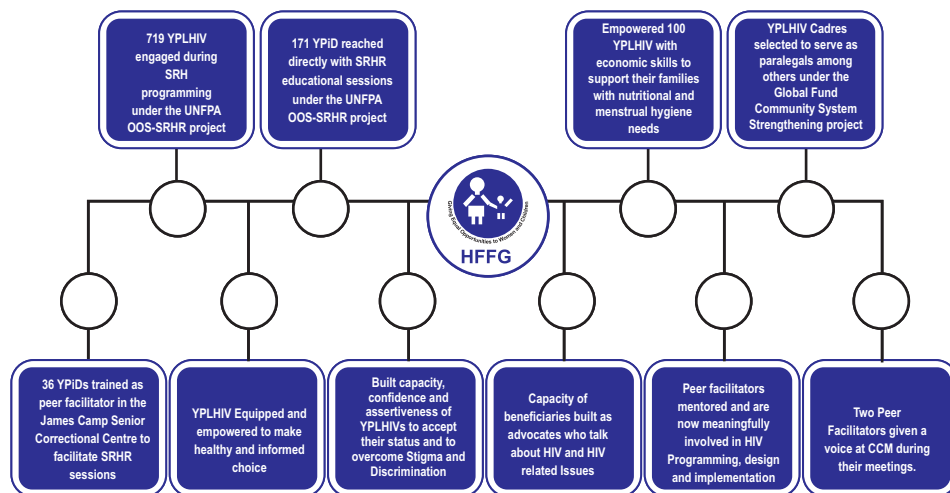 719 YPLHIV
engaged during
SRH
programming
under the UNFPA
OOS-SRHR project
171 YPiD reached
directly with SRHR
educational sessions
under the UNFPA
OOS-SRHR project
Empowered 100
YPLHIV with
economic skills to
support their families
with nutritional and
menstrual hygiene
needs
YPLHIV Cadres
selected to serve as
paralegals among
others under the
Global Fund
Community System
Strengthening project
Giving Equal Opportunities to Women and Children
HFFG
36 YPiDs trained as
peer facilitator in the
James Camp Senior
Correctional Centre to
facilitate SRHR
sessions
YPLHIV Equipped and
empowered to make
healthy and informed
choice
Built capacity,
confidence and
assertiveness of
YPLHIVs to accept
their status and to
overcome Stigma and
Discrimination
Capacity of
beneficiaries built as
advocates who talk
about HIV and HIV
related Issues
Peer facilitators
mentored and are
now meaningfully
involved in HIV
Programming, design
and implementation
Two Peer
Facilitators given a
voice at CCM during
their meetings.